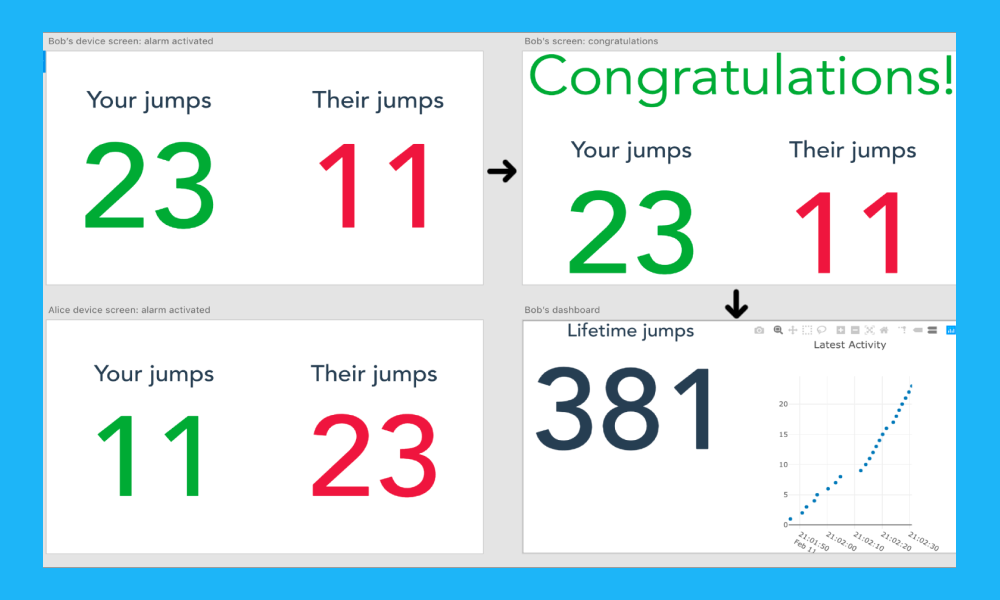 Bob's device screen: alarm activated
Your jumps
Their jumps
23
11
Bob's screen: congratulations
Congratulations!
Your jumps
Their jumps
23
11
Alice device screen: alarm activated
Your jumps
Their jumps
11
23
Bob's dashboard
Lifetime jumps
381
Latest Activity
20
15
10
5
0
21:01:50
Feb 11
21:02:00
21:02:10
21:02:20
21:02:30